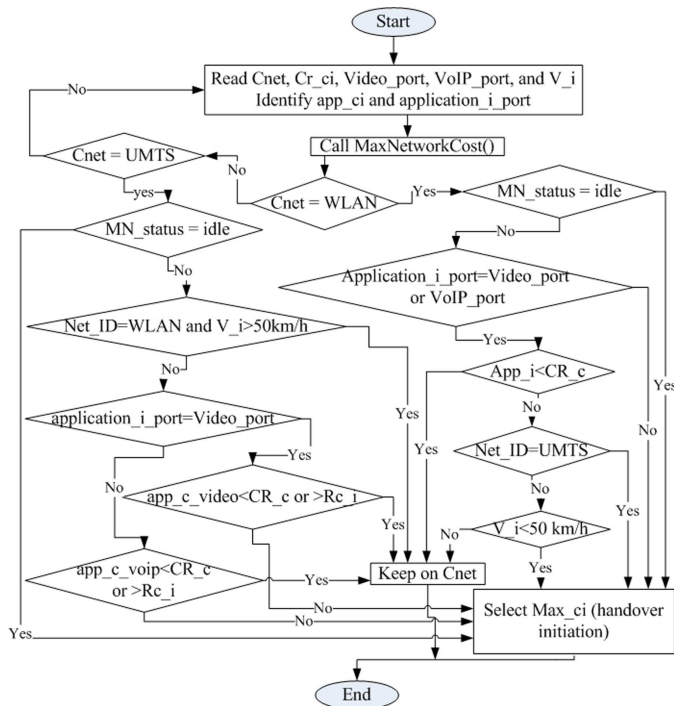 Start
Read Cnet, Cr_ci, Video_port, VoIP_port, and V_i
Identify app_ci and application_i_port
No
Call MaxNetworkCost()
Cnet = UMTS
No
Cnet = WLAN
Yes
MN_status = idle
yes
MN_status = idle
No
No
Application_i_port=Video_port
or VoIP_port
Net_ID=WLAN and V_i>50km/h
Yes
App_i<CR_c
No
Yes
application_i_port=Video_port
Yes
No
Yes
No
Yes
Net_ID=UMTS
No
app_c_video<CR_c or >Rc_i
Yes
No
Yes
V_i<50 km/h
No
app_c_voip<CR_c
or >Rc_i
Yes
Keep on Cnet
Yes
No
Select Max_ci (handover
initiation)
No
Yes
End